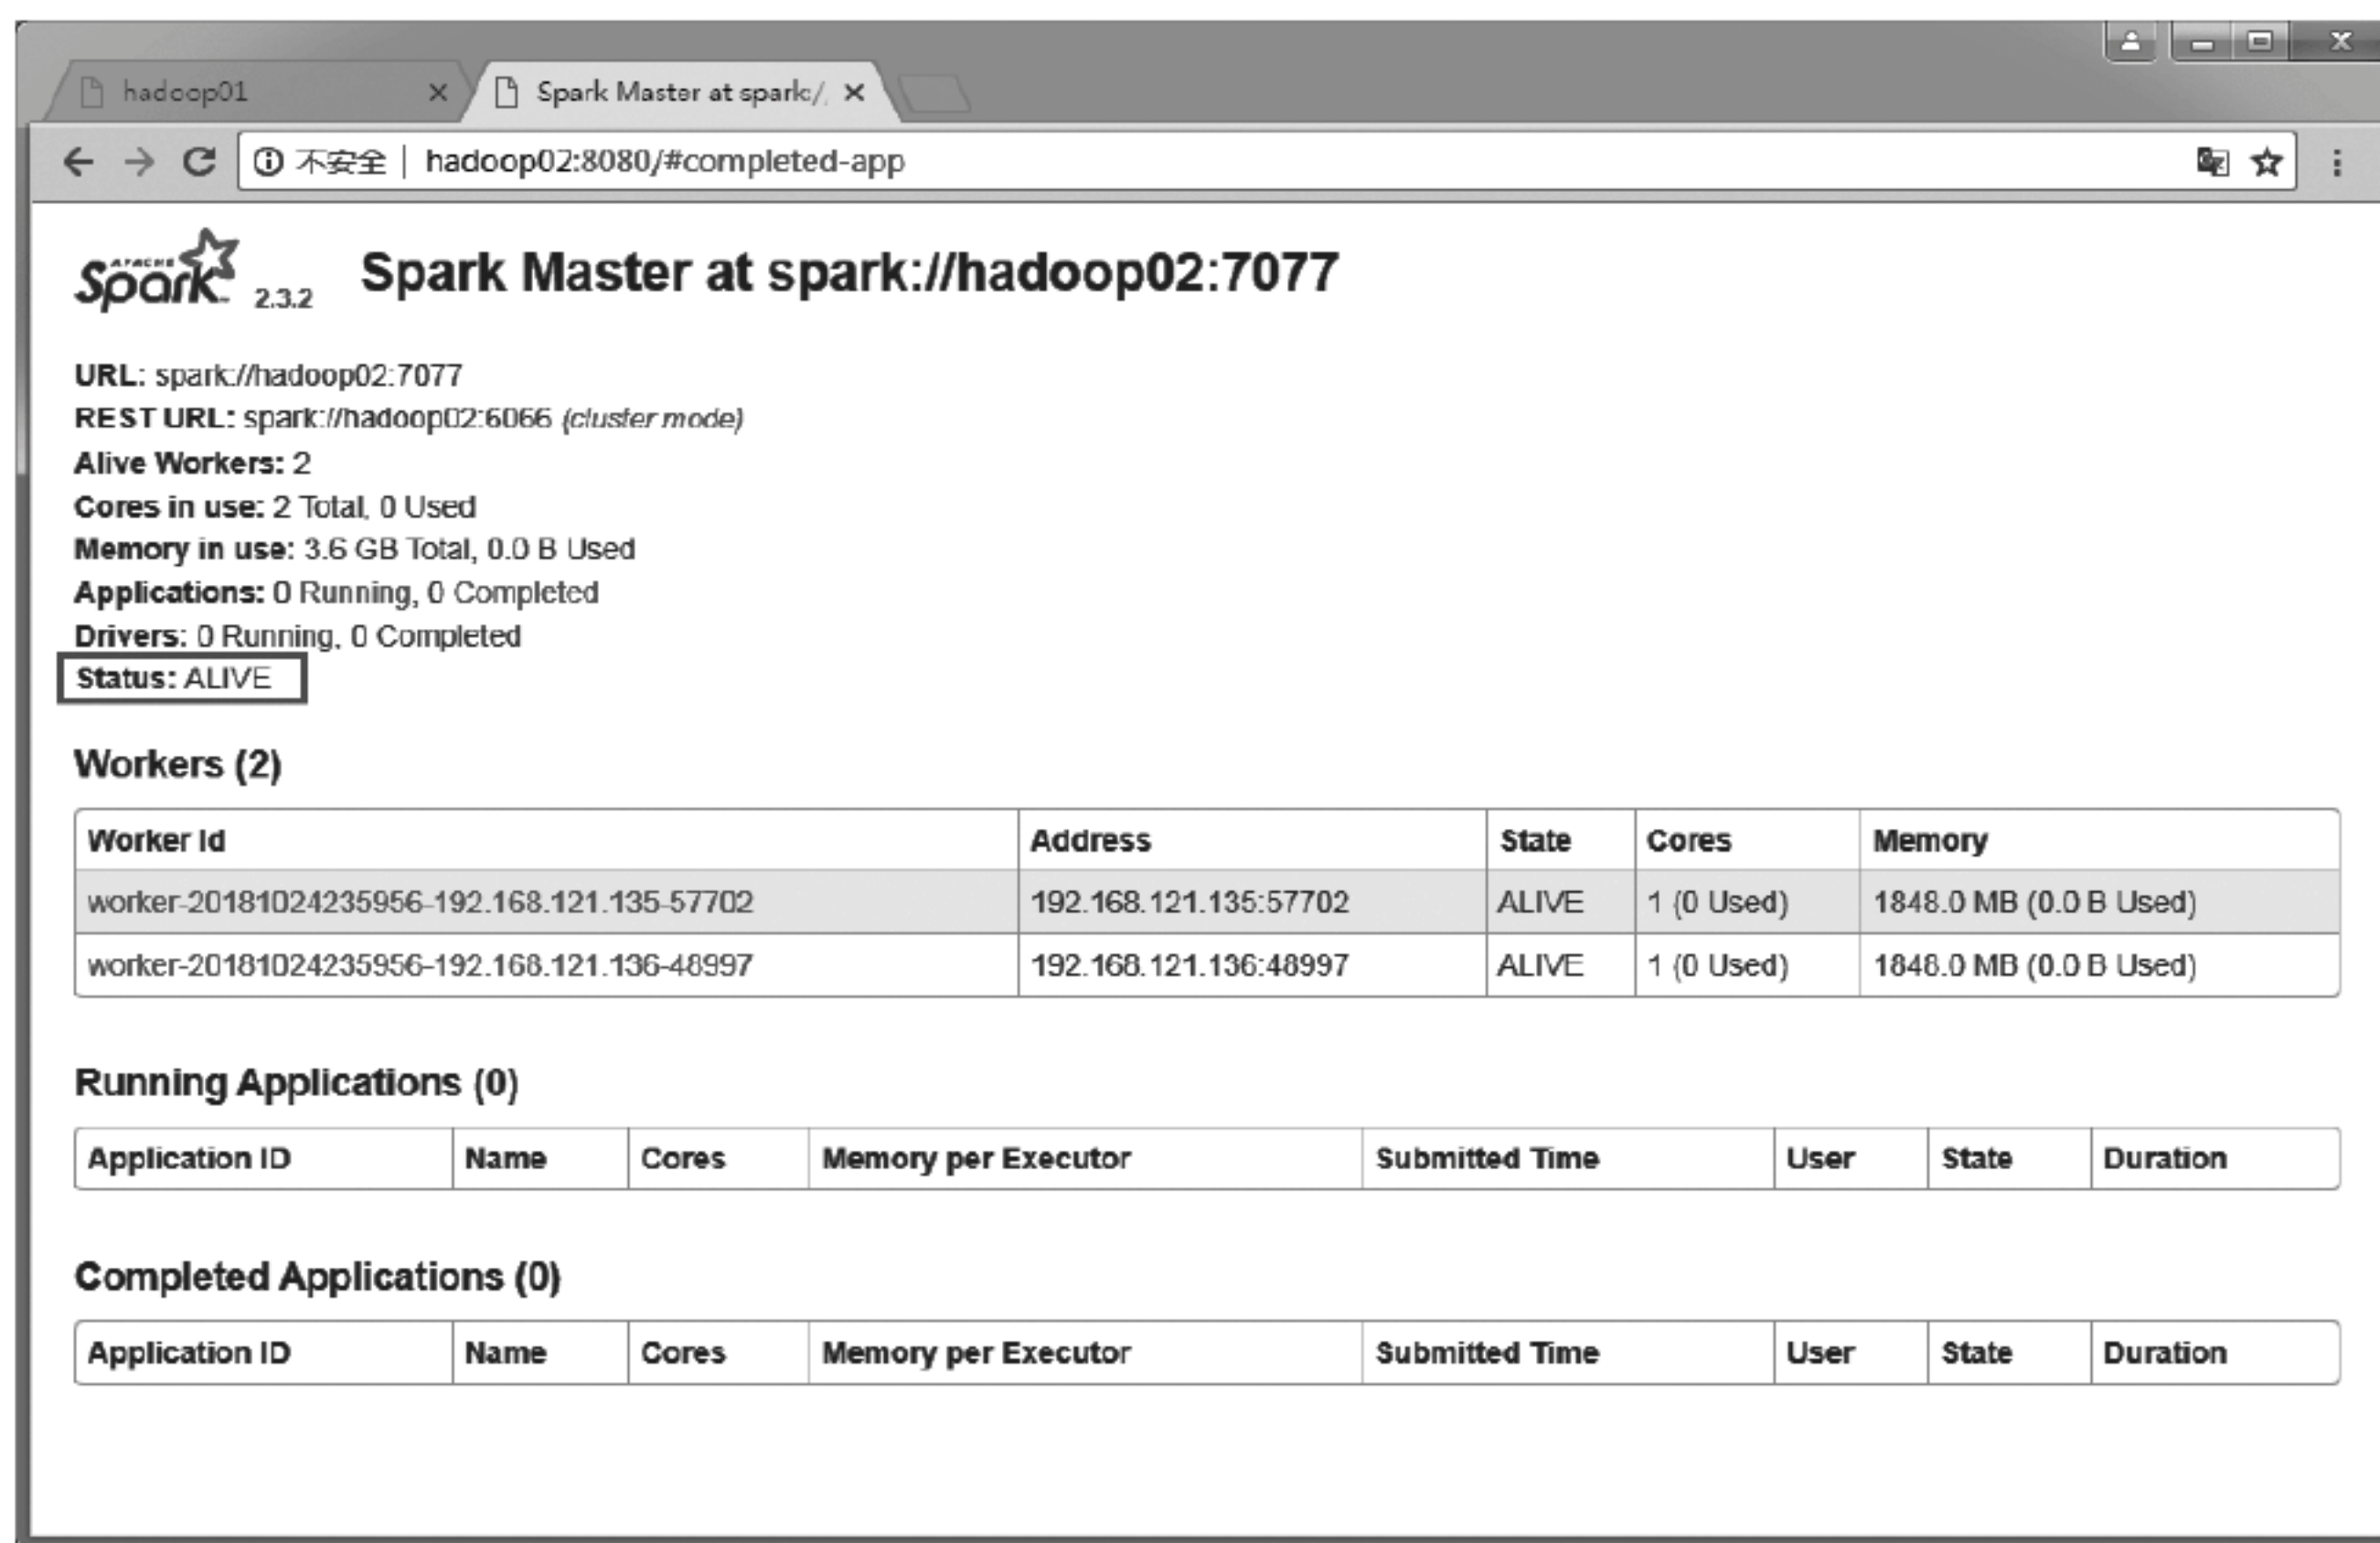 hadoop01
Spark Master at spark:/
不安全 | hadoop02:8080/#completed-app
APACHE
Spark 2.3.2 Spark Master at spark://hadoop02:7077
URL: spark://hadoop02:7077
REST URL: spark://hadoop02:6066 (cluster mode)
Alive Workers: 2
Cores in use: 2 Total, 0 Used
Memory in use: 3.6 GB Total, 0.0 B Used
Applications: 0 Running, 0 Completed
Drivers: 0 Running, 0 Completed
Status: ALIVE
Workers (2)
Worker Id Address State Cores Memory
worker-20181024235956-192.168.121.135-57702 192.168.121.135:57702 ALIVE 1 (0 Used) 1848.0 MB (0.0 B Used)
worker-20181024235956-192.168.121.136-48997 192.168.121.136:48997 ALIVE 1 (0 Used) 1848.0 MB (0.0 B Used)
Running Applications (0)
Application ID Name Cores Memory per Executor Submitted Time User State Duration
Completed Applications (0)
Application ID Name Cores Memory per Executor Submitted Time User State Duration